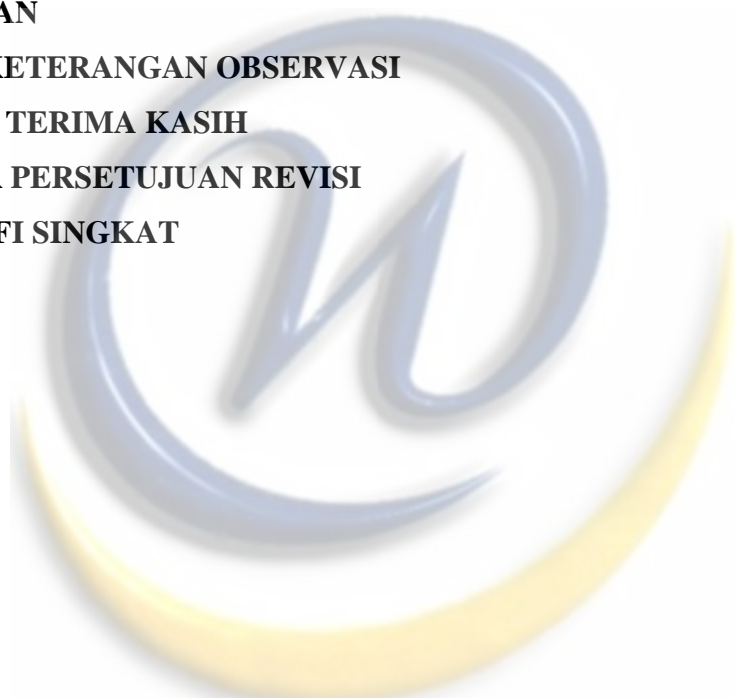 AN
KETERANGAN OBSERVASI
TERIMA KASIH
PERSETUJUAN REVISI
FI SINGKAT